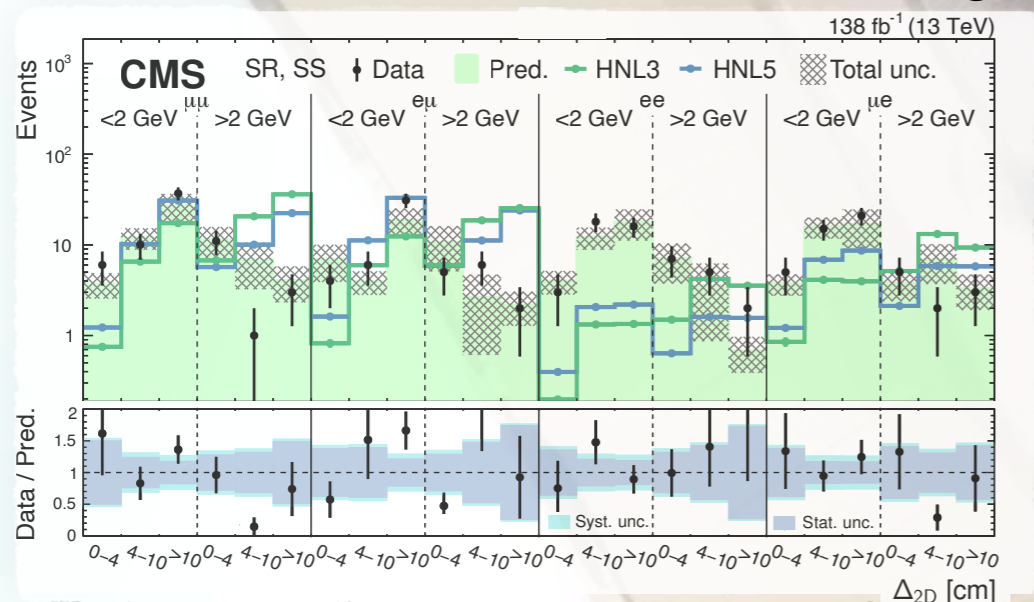 138 fb⁻¹ (13 TeV)
Events
10³
10²
10
1
CMS SR, SS Data Pred. HNL3 HNL5 Total unc.
μμ eμ ee μe
<2 GeV >2 GeV <2 GeV >2 GeV <2 GeV >2 GeV <2 GeV >2 GeV
Data / Pred.
2
1.5
1
0.5
0
Syst. unc. Stat. unc.
0–4 4–10 >10 0–4 4–10 >10 0–4 4–10 >10 0–4 4–10 >10 0–4 4–10 >10 0–4 4–10 >10 0–4 4–10 >10 0–4 4–10 >10
Δ2D [cm]